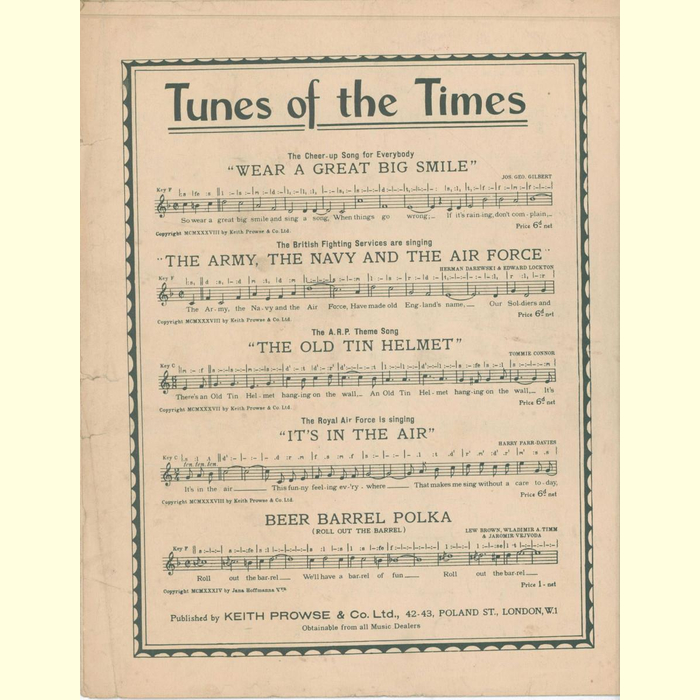 Tunes of the Times
The Cheer-up Song for Everybody
"WEAR A GREAT BIG SMILE"
JOS. GEO. GILBERT
Key F
So wear a great big smile and sing a song, When things go wrong; If it's rain-ing, don't com-plain,
Copyright MCMXXXVIII by Keith Prowse & Co. Ltd.
Price 6d net
The British Fighting Services are singing
"THE ARMY, THE NAVY AND THE AIR FORCE"
HERMAN DAREWSKI & EDWARD LOCKTON
Key F
The Ar-my, the Na-vy and the Air Force, Have made old Eng-land's name, Our Sol-diers and
Copyright MCMXXXVIII by Keith Prowse & Co. Ltd.
Price 6d net
The A.R.P. Theme Song
"THE OLD TIN HELMET"
TOMMIE CONNOR
Key C
There's an Old Tin Hel-met hang-ing on the wall An Old Tin Hel-met hang-ing on the wall It's
Copyright MCMXXXVII by Keith Prowse & Co. Ltd.
Price 6d net
The Royal Air Force is singing
"IT'S IN THE AIR"
HARRY PARR-DAVIES
Key C
It's in the air This fun-ny feel-ing ev-'ry-where That makes me sing without a care to-day,
Copyright MCMXXXVIII by Keith Prowse & Co. Ltd.
Price 6d net
BEER BARREL POLKA
(ROLL OUT THE BARREL)
LEW BROWN, WLADIMIR A. TIMM
& JAROMIR VEJVODA
Key F
Roll out the bar-rel We'll have a bar-rel of fun Roll out the bar-rel
Copyright MCMXXXIV by Jana Hoffmanna Vva
Price 1- net
Published by KEITH PROWSE & Co. Ltd., 42-43, POLAND ST., LONDON, W.1
Obtainable from all Music Dealers